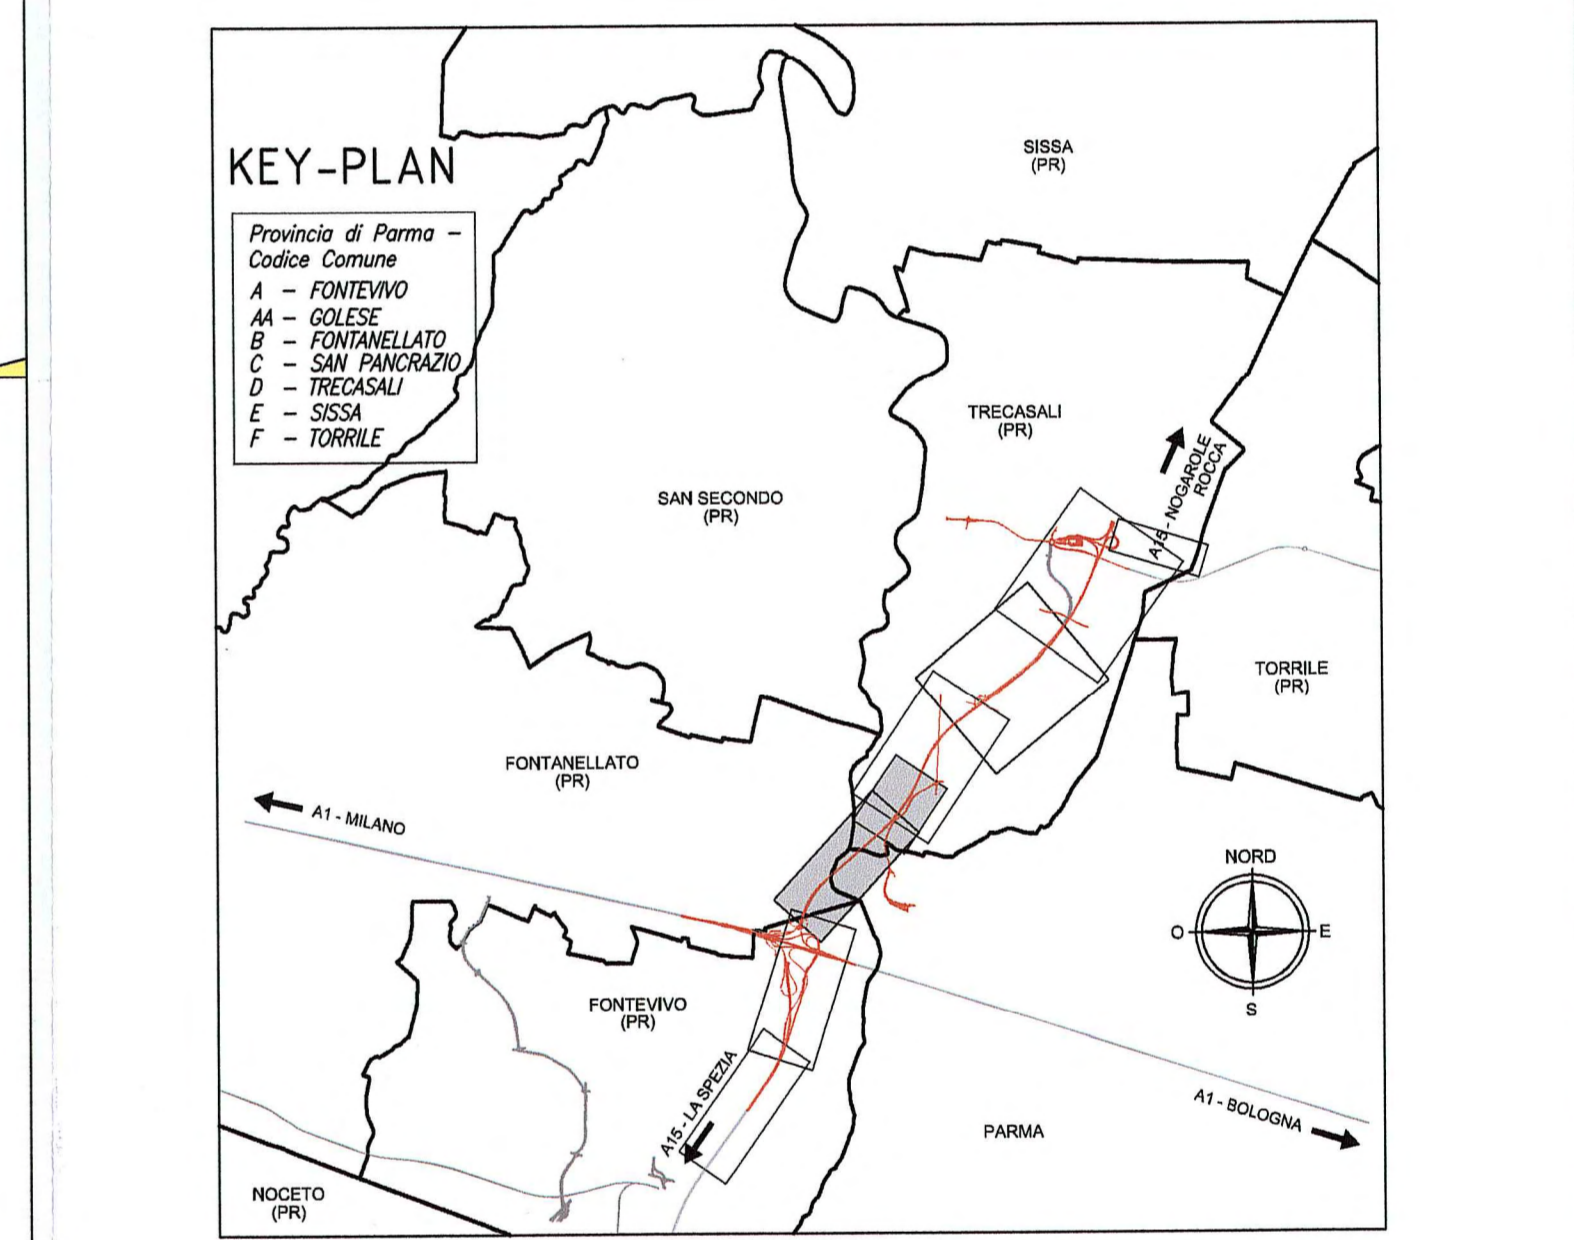 KEY-PLAN
Provincia di Parma –
Codice Comune
A – FONTEVIVO
AA – GOLESE
B – FONTANELLATO
C – SAN PANCRAZIO
D – TRECASALI
E – SISSA
F – TORRILE
SISSA
(PR)
TRECASALI
(PR)
A15 - NOGAROLE
ROCCA
SAN SECONDO
(PR)
TORRILE
(PR)
FONTANELLATO
(PR)
A1 - MILANO
NORD
O
E
S
FONTEVIVO
(PR)
A15 - LA SPEZIA
A1 - BOLOGNA
PARMA
NOCETO
(PR)